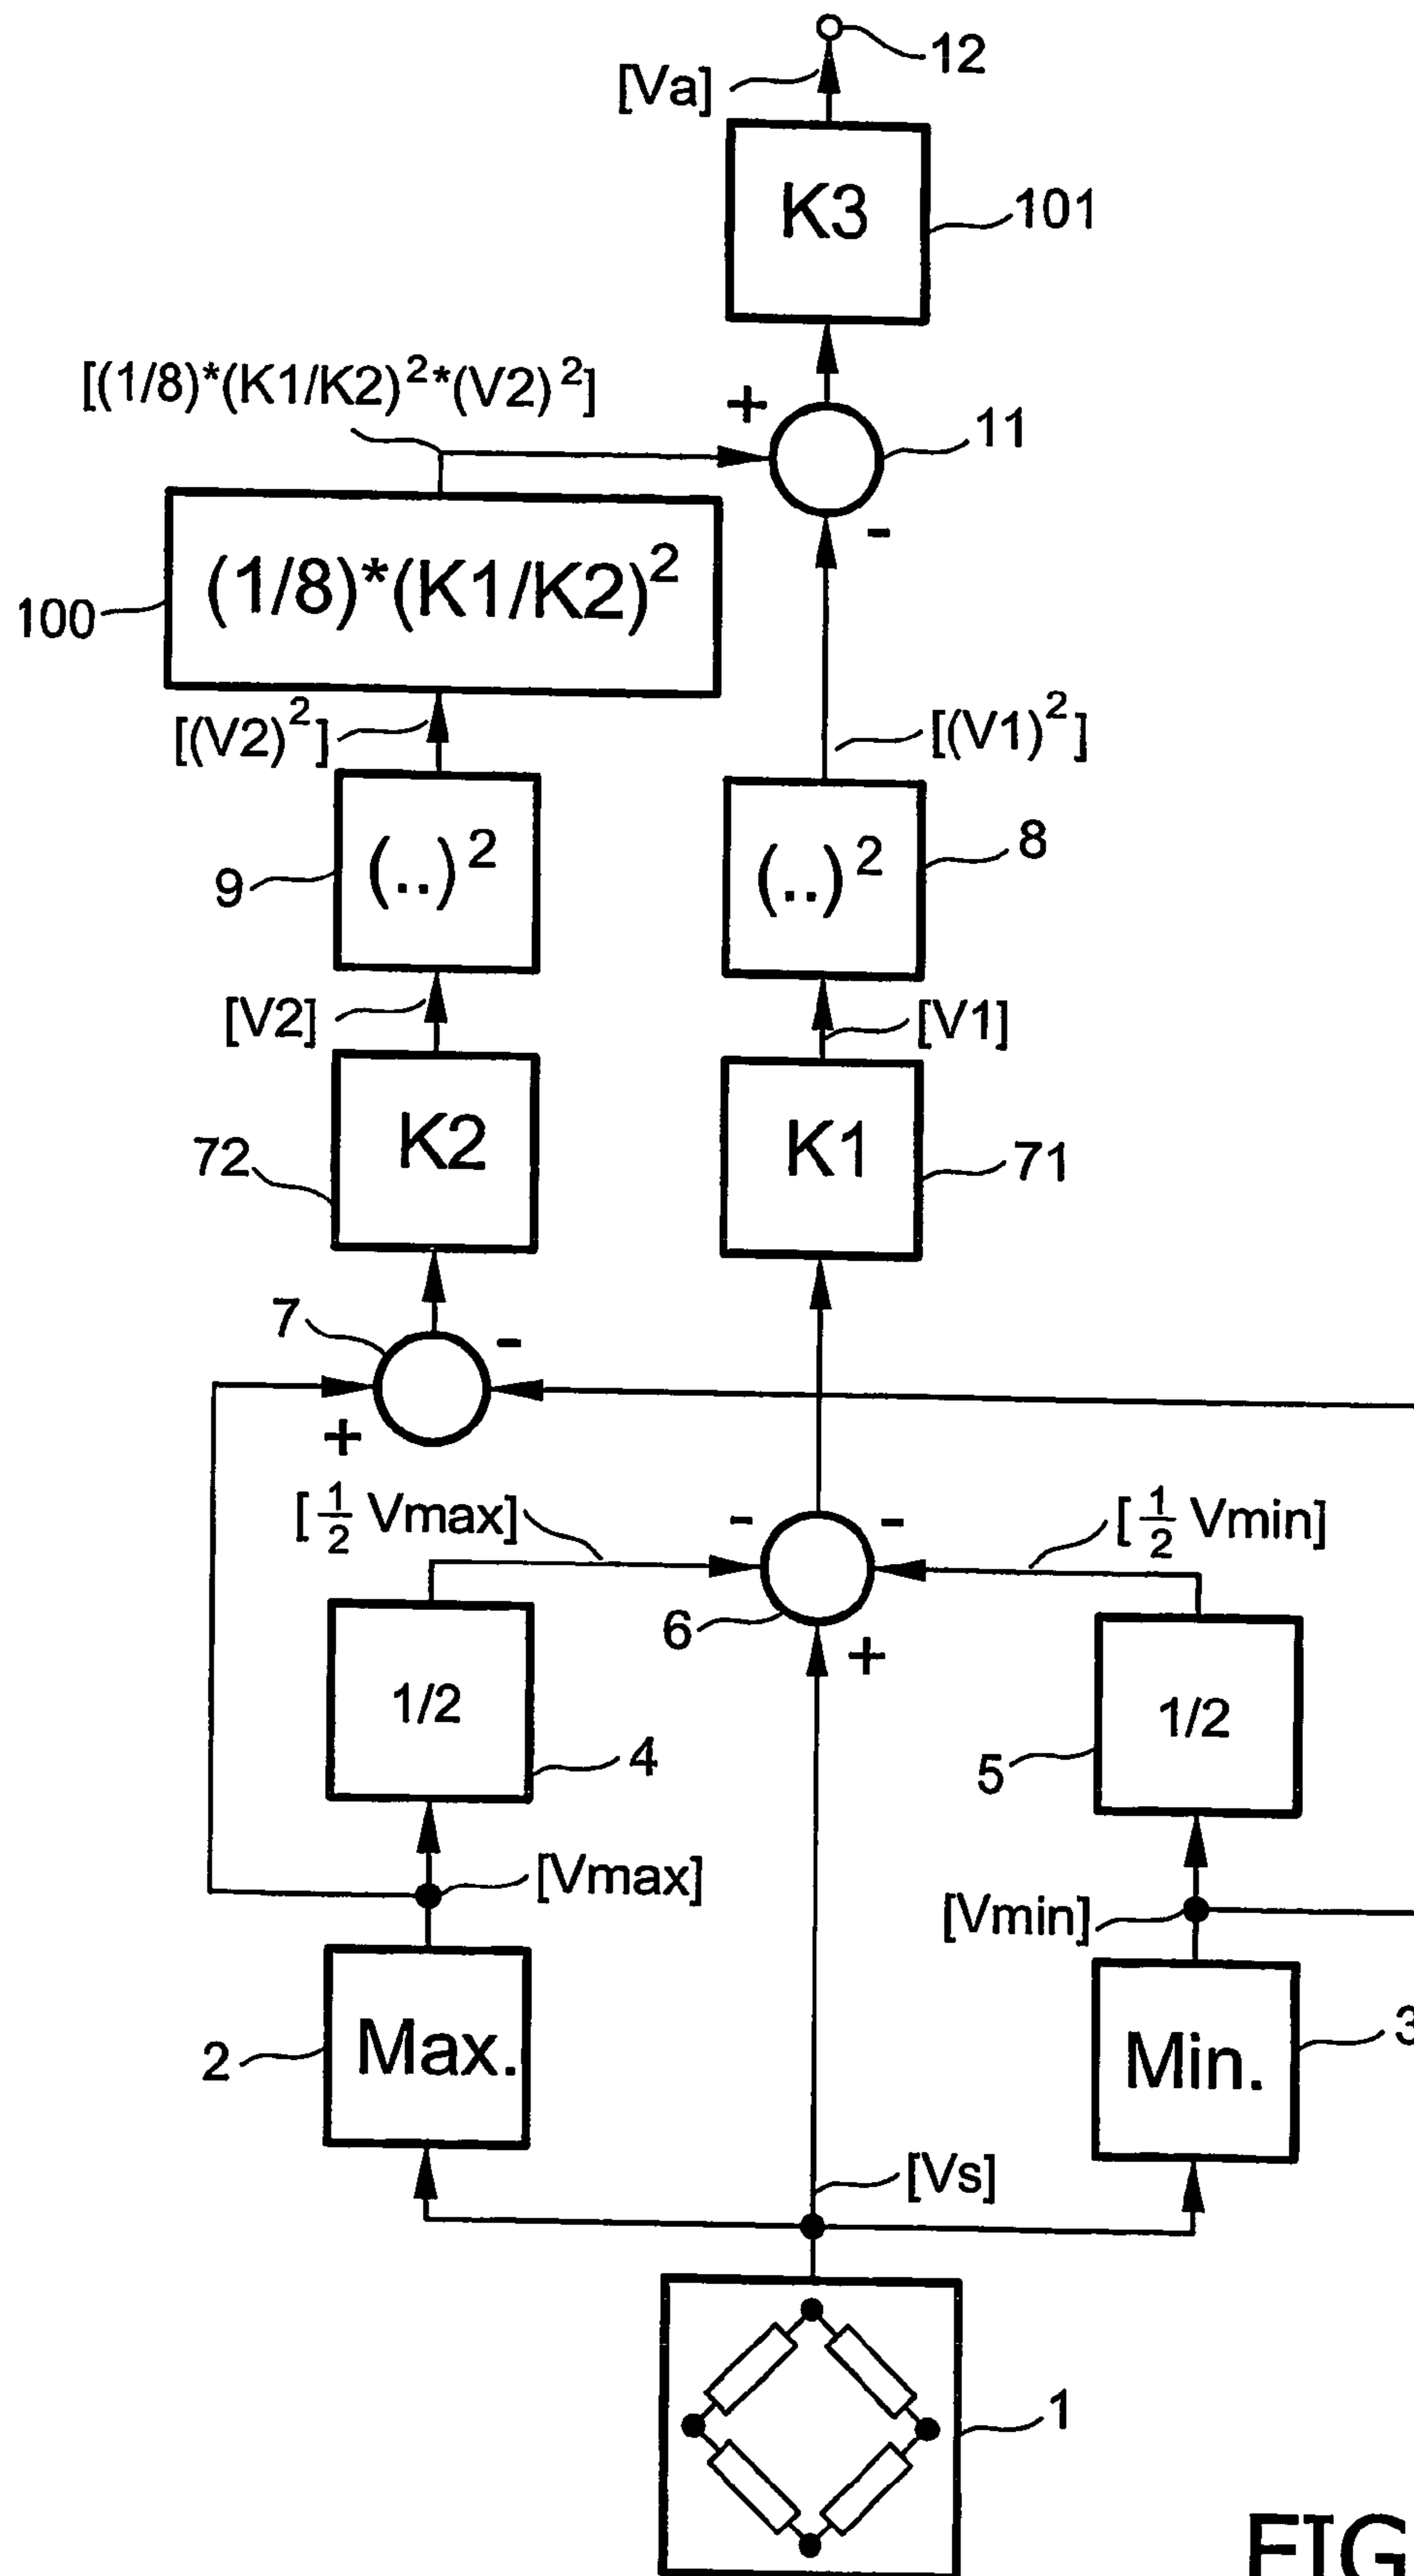 12
[Va]
K3
101
[(1/8)*(K1/K2)²*(V2)²]
+
11
-
(1/8)*(K1/K2)²
100
[(V2)²]
[(V1)²]
(..)²
9
(..)²
8
[V2]
[V1]
K2
72
K1
71
7
-
+
[½ Vmax]
-
-
[½ Vmin]
6
+
1/2
4
1/2
5
[Vmax]
[Vmin]
Max.
2
Min.
3
[Vs]
1
FIG